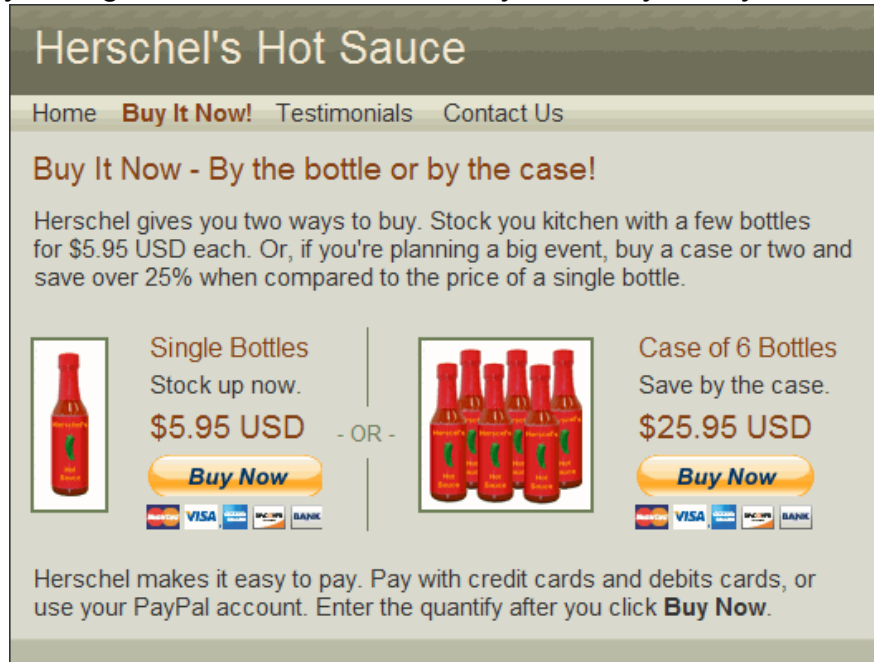 Herschel's Hot Sauce
Home Buy It Now! Testimonials Contact Us
Buy It Now - By the bottle or by the case!
Herschel gives you two ways to buy. Stock you kitchen with a few bottles
for $5.95 USD each. Or, if you're planning a big event, buy a case or two and
save over 25% when compared to the price of a single bottle.
Single Bottles
Stock up now.
$5.95 USD
Buy Now
VISA
BANK
- OR -
Case of 6 Bottles
Save by the case.
$25.95 USD
Buy Now
VISA
BANK
Herschel makes it easy to pay. Pay with credit cards and debits cards, or
use your PayPal account. Enter the quantify after you click Buy Now.